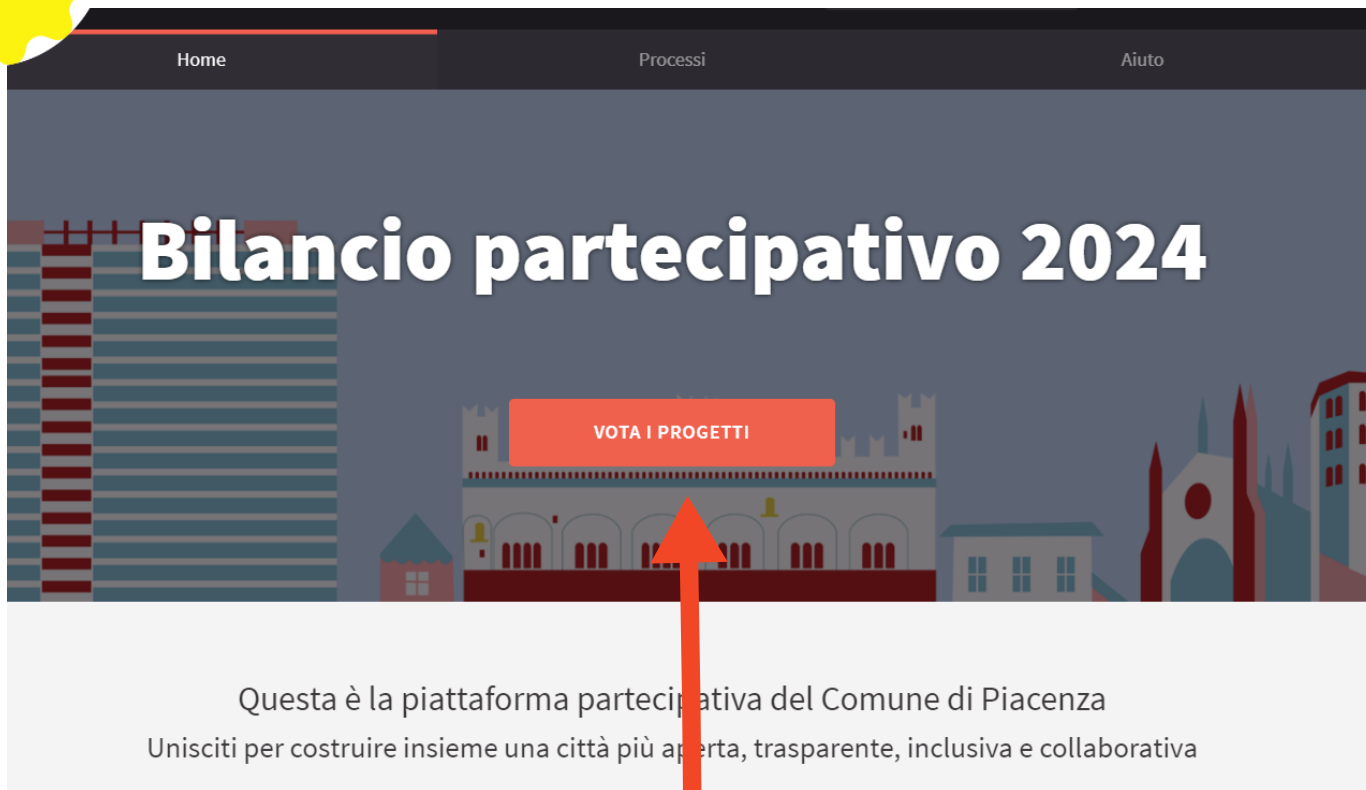 Home
Processi
Aiuto
Bilancio partecipativo 2024
VOTA I PROGETTI
Questa è la piattaforma partecipativa del Comune di Piacenza
Unisciti per costruire insieme una città più aperta, trasparente, inclusiva e collaborativa